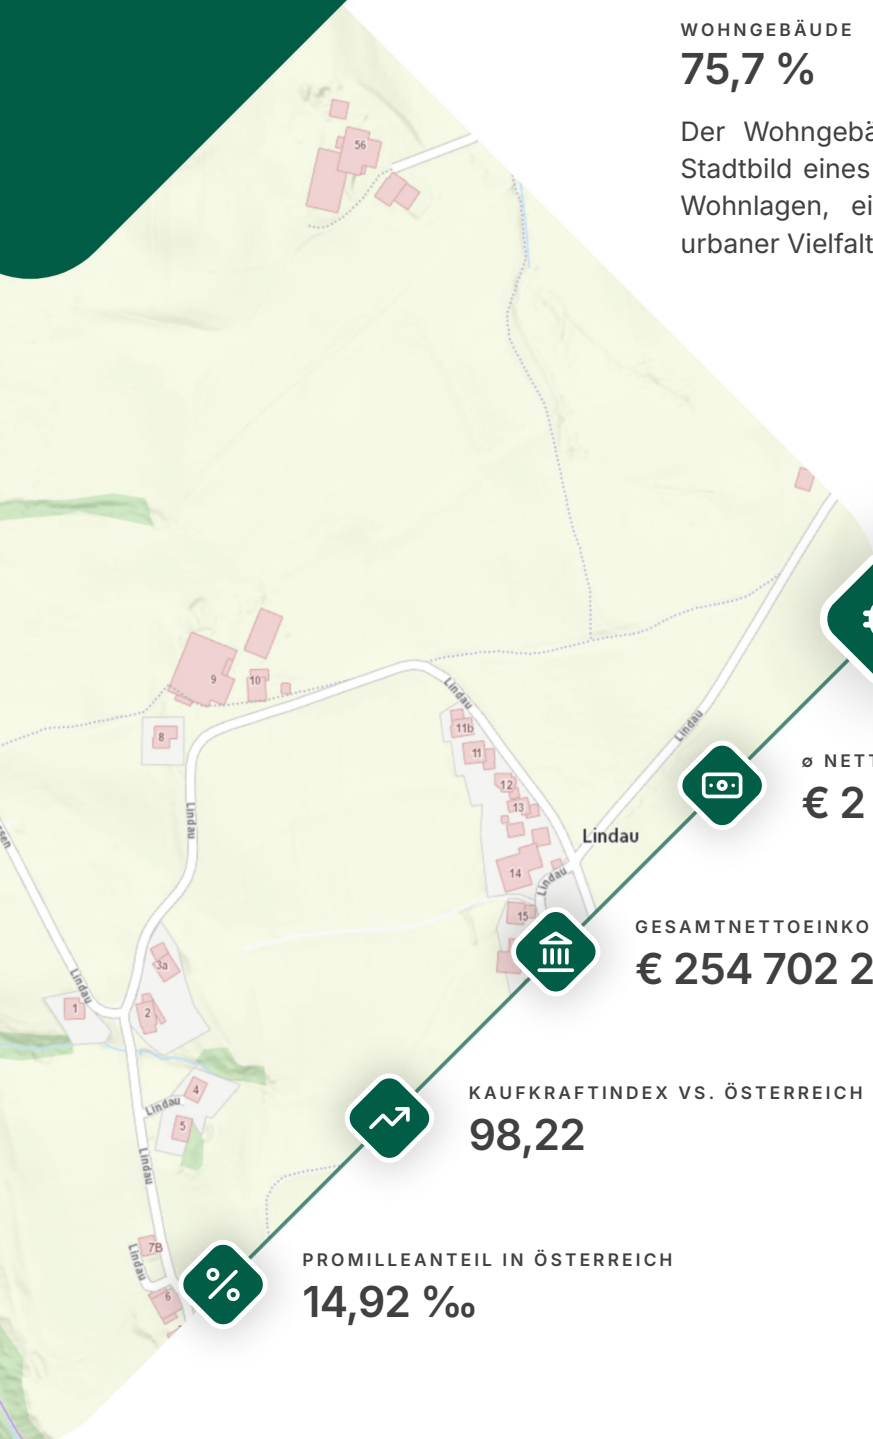 WOHNGEBÄUDE
75,7 %
Der Wohngebä
Stadtbild eines
Wohnlagen, ei
urbaner Vielfalt
56
9
10
8
Lindau
11b
11
12
13
14
15
Lindau
Lindau
Lindau
Lindau
Lindau
3a
2
1
4
Lindau
5
Lindau
7B
Lindau
6
ø NETT
€ 2
GESAMTNETTOEINKO
€ 254 702 2
KAUFKRAFTINDEX VS. ÖSTERREICH
98,22
PROMILLEANTEIL IN ÖSTERREICH
14,92 ‰